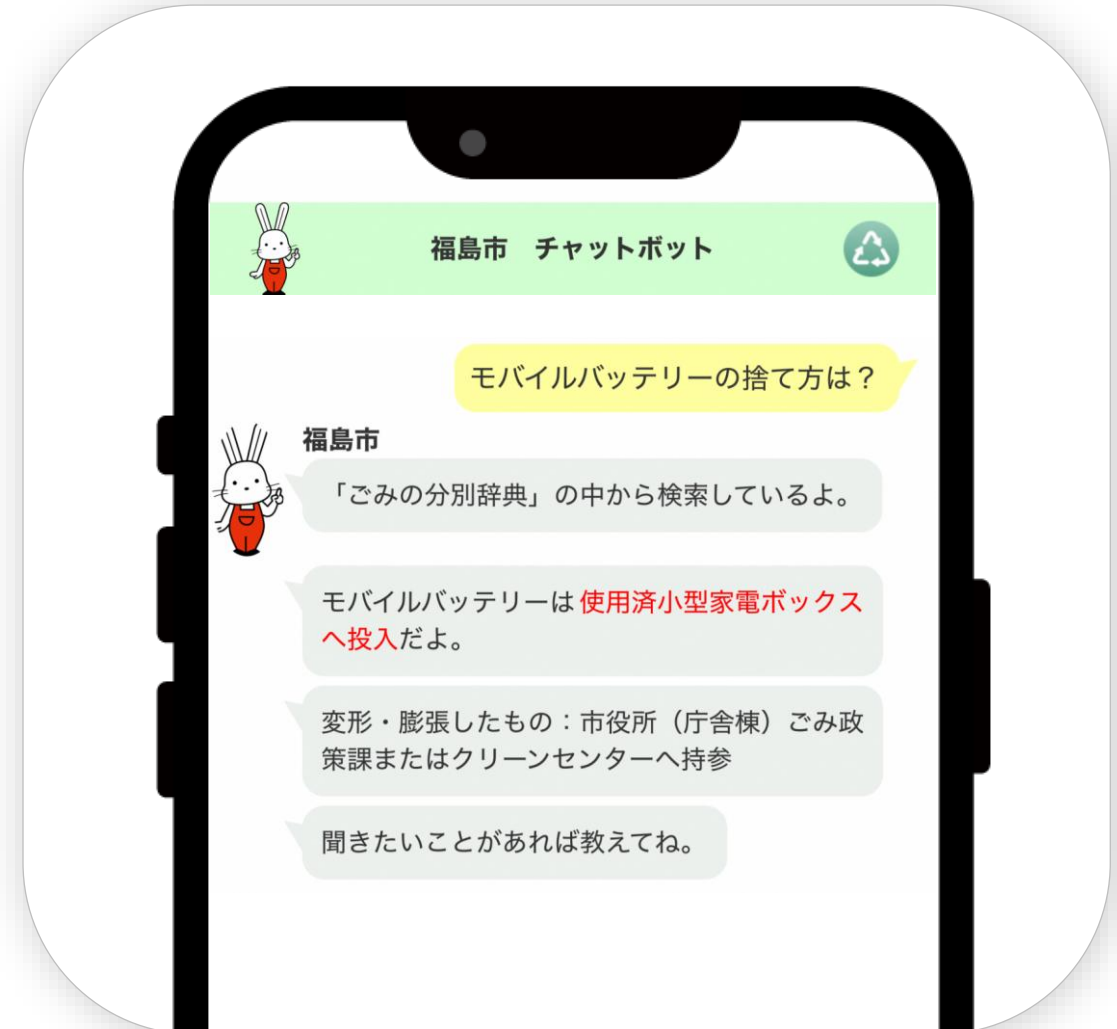 福島市　チャットボット
モバイルバッテリーの捨て方は？
福島市
「ごみの分別辞典」の中から検索しているよ。
モバイルバッテリーは 使用済小型家電ボックス
へ投入だよ。
変形・膨張したもの：市役所（庁舎棟）ごみ政
策課またはクリーンセンターへ持参
聞きたいことがあれば教えてね。